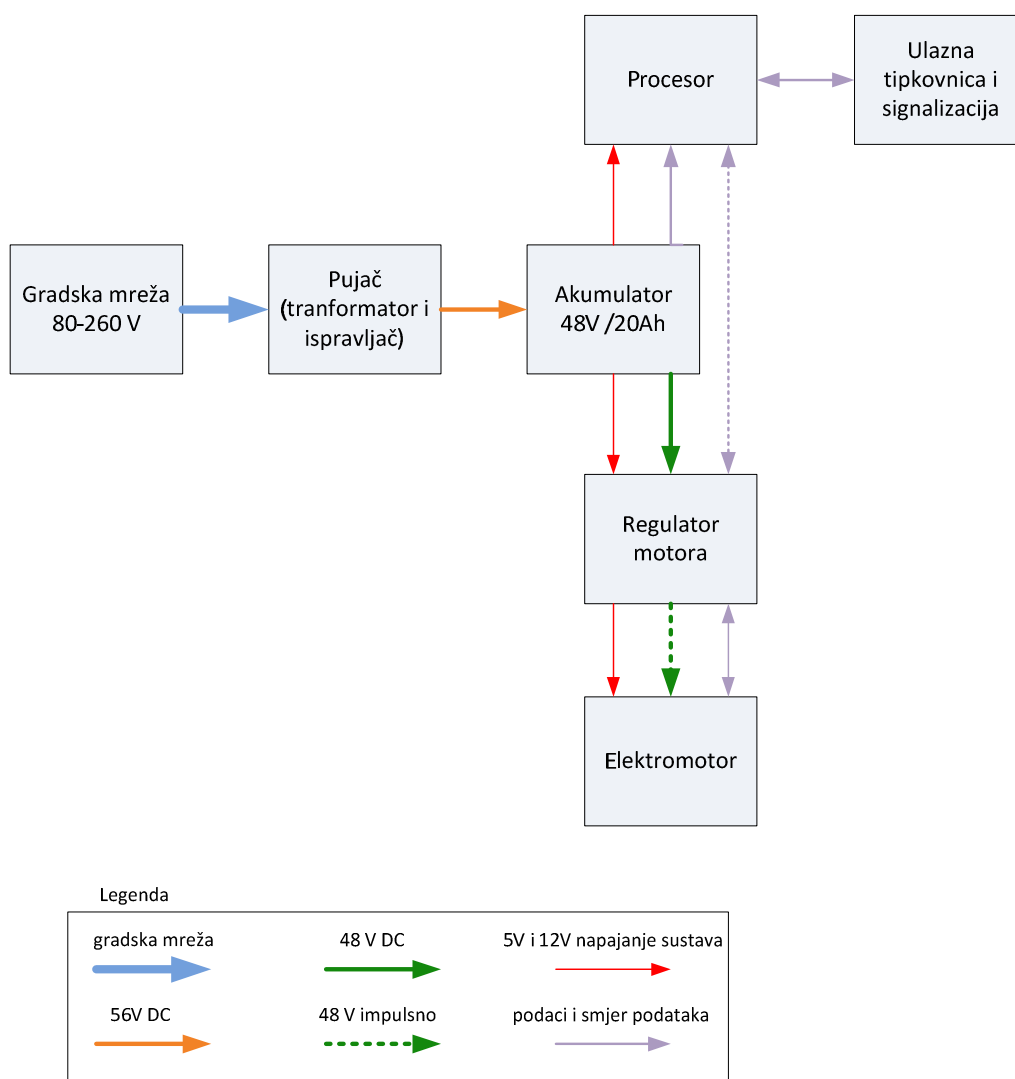 Procesor
Ulazna
tipkovnica i
signalizacija
Gradska mreža
80-260 V
Pujač
(tranformator i
ispravljač)
Akumulator
48V /20Ah
Regulator
motora
Elektromotor
Legenda
gradska mreža
48 V DC
5V i 12V napajanje sustava
56V DC
48 V impulsno
podaci i smjer podataka